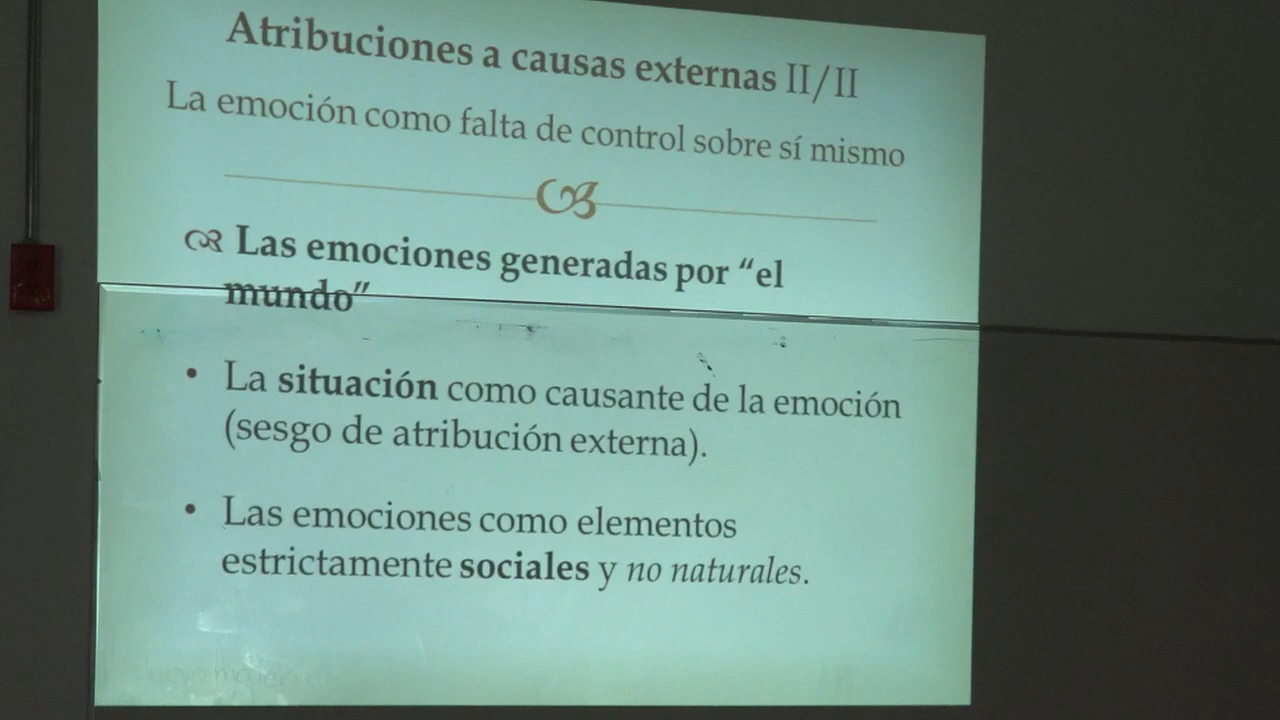 Atribuciones a causas externas II/II
La emoción como falta de control sobre sí mismo
Las emociones generadas por “el
mundo”
• La situación como causante de la emoción
(sesgo de atribución externa).
• Las emociones como elementos
estrictamente sociales y no naturales.